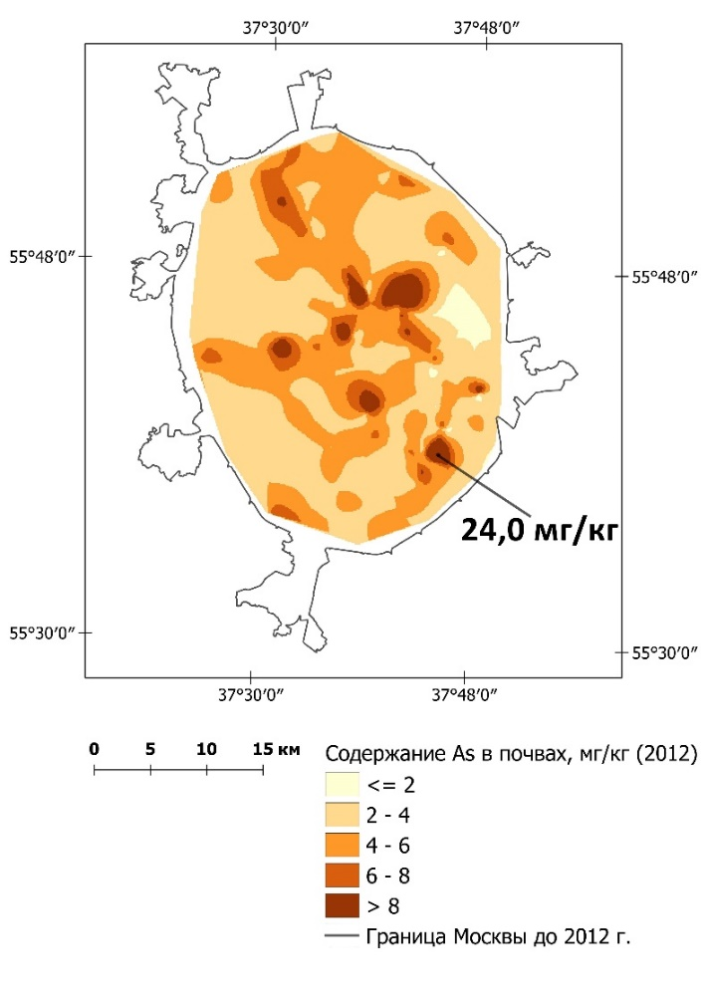 37°30′0″ 37°48′0″
55°48′0″ 55°48′0″
24,0 мг/кг
55°30′0″ 55°30′0″
37°30′0″ 37°48′0″
0 5 10 15 км
Содержание As в почвах, мг/кг (2012)
<= 2
2 - 4
4 - 6
6 - 8
> 8
Граница Москвы до 2012 г.